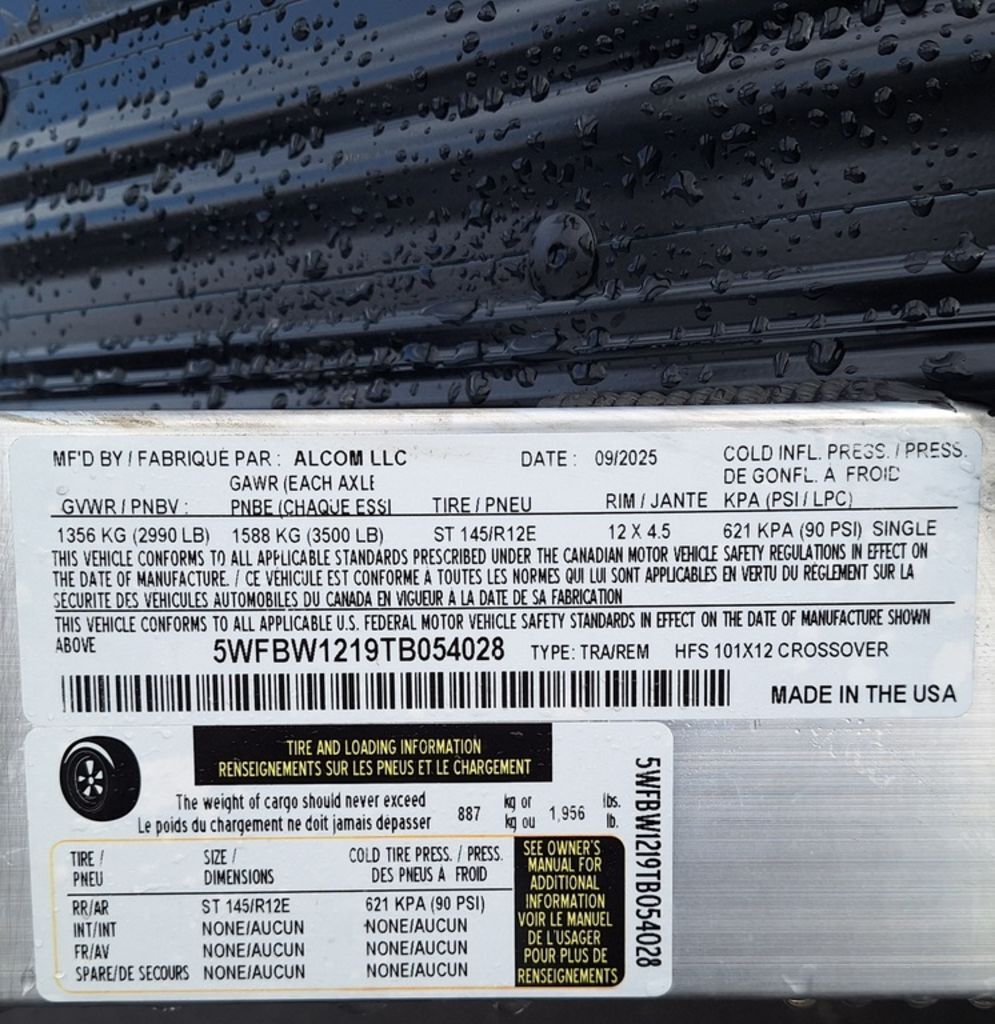 MF'D BY / FABRIQUÉ PAR : ALCOM LLC DATE : 09/2025 COLD INFL. PRESS. / PRESS.
DE GONFL. À FROID
GAWR (EACH AXLE
GVWR / PNBV : PNBE (CHAQUE ESSI TIRE / PNEU RIM / JANTE KPA (PSI / LPC)
1356 KG (2990 LB) 1588 KG (3500 LB) ST 145/R12E 12 X 4.5 621 KPA (90 PSI) SINGLE
THIS VEHICLE CONFORMS TO ALL APPLICABLE STANDARDS PRESCRIBED UNDER THE CANADIAN MOTOR VEHICLE SAFETY REGULATIONS IN EFFECT ON
THE DATE OF MANUFACTURE. / CE VÉHICULE EST CONFORME À TOUTES LES NORMES QUI LUI SONT APPLICABLES EN VERTU DU RÈGLEMENT SUR LA
SÉCURITÉ DES VÉHICULES AUTOMOBILES DU CANADA EN VIGUEUR À LA DATE DE SA FABRICATION
THIS VEHICLE CONFORMS TO ALL APPLICABLE U.S. FEDERAL MOTOR VEHICLE SAFETY STANDARDS IN EFFECT ON THE DATE OF MANUFACTURE SHOWN
ABOVE 5WFBW1219TB054028 TYPE: TRA/REM HFS 101X12 CROSSOVER
MADE IN THE USA
TIRE AND LOADING INFORMATION
RENSEIGNEMENTS SUR LES PNEUS ET LE CHARGEMENT
The weight of cargo should never exceed 887 kg or 1,956 lbs.
Le poids du chargement ne doit jamais dépasser kg ou lb.
TIRE / SIZE / COLD TIRE PRESS. / PRESS.
PNEU DIMENSIONS DES PNEUS À FROID
RR/AR ST 145/R12E 621 KPA (90 PSI)
INT/INT NONE/AUCUN NONE/AUCUN
FR/AV NONE/AUCUN NONE/AUCUN
SPARE/DE SECOURS NONE/AUCUN NONE/AUCUN
SEE OWNER'S
MANUAL FOR
ADDITIONAL
INFORMATION
VOIR LE MANUEL
DE L'USAGER
POUR PLUS DE
RENSEIGNEMENTS
5WFBW1219TB054028